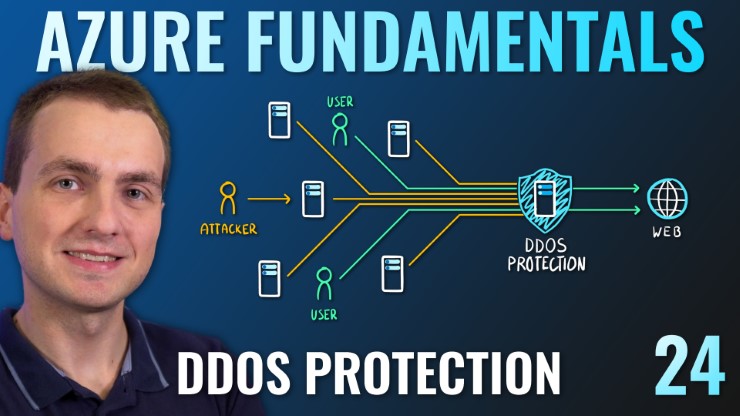 AZURE FUNDAMENTALS
USER
ATTACKER
WEB
DDOS
PROTECTION
USER
DDOS PROTECTION
24